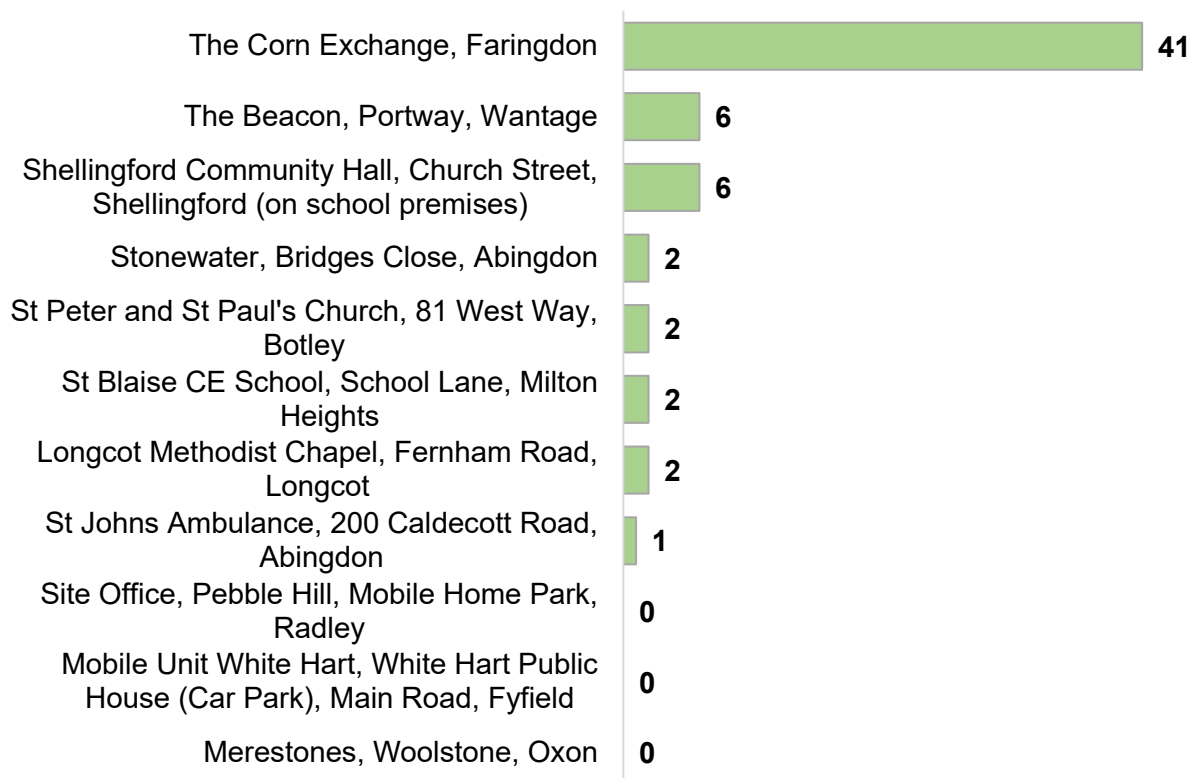 The Corn Exchange, Faringdon
41
The Beacon, Portway, Wantage
6
Shellingford Community Hall, Church Street,
Shellingford (on school premises)
6
Stonewater, Bridges Close, Abingdon
2
St Peter and St Paul's Church, 81 West Way,
Botley
2
St Blaise CE School, School Lane, Milton
Heights
2
Longcot Methodist Chapel, Fernham Road,
Longcot
2
St Johns Ambulance, 200 Caldecott Road,
Abingdon
1
Site Office, Pebble Hill, Mobile Home Park,
Radley
0
Mobile Unit White Hart, White Hart Public
House (Car Park), Main Road, Fyfield
0
Merestones, Woolstone, Oxon
0